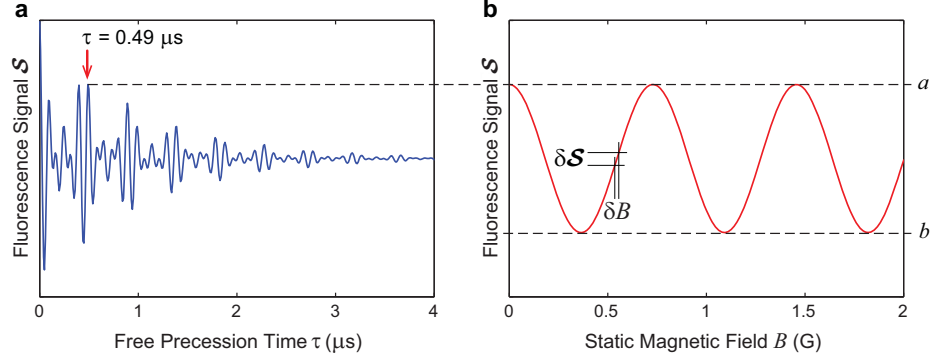 a
τ = 0.49 μs
Fluorescence Signal 𝓢
0 1 2 3 4
Free Precession Time τ (μs)
b
Fluorescence Signal 𝓢
δ𝓢
δB
a
b
0 0.5 1 1.5 2
Static Magnetic Field B (G)